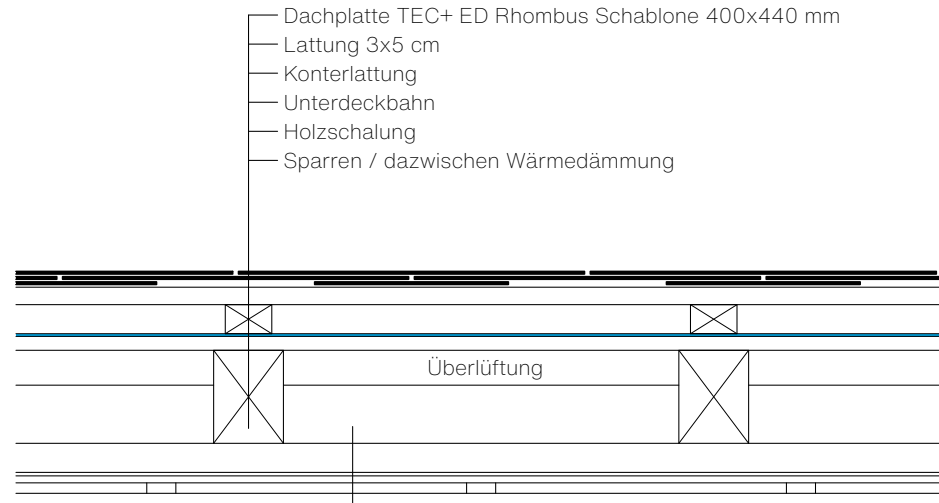 Dachplatte TEC+ ED Rhombus Schablone 400x440 mm
Lattung 3x5 cm
Konterlattung
Unterdeckbahn
Holzschalung
Sparren / dazwischen Wärmedämmung
Überlüftung